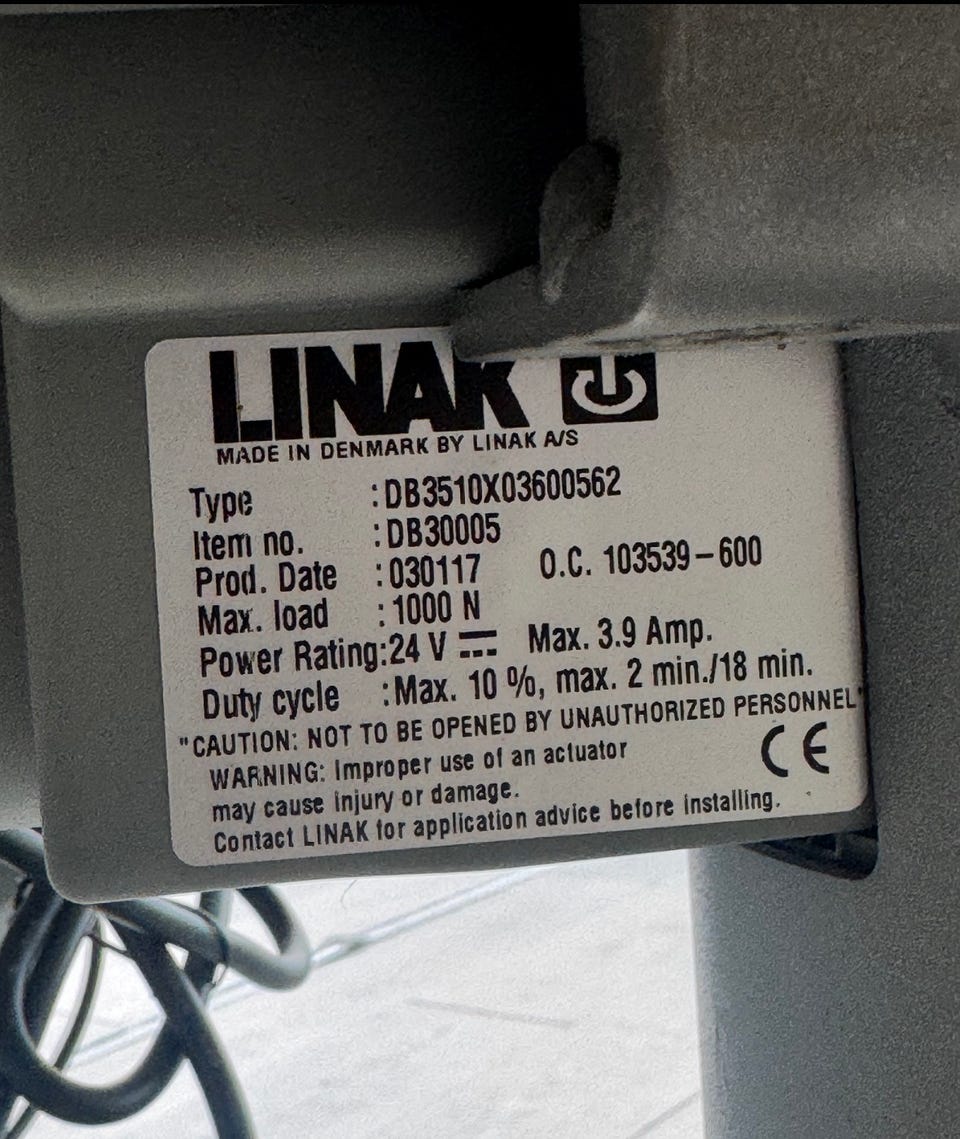 LINAK
MADE IN DENMARK BY LINAK A/S
Type :DB3510X03600562
Item no. :DB30005
Prod. Date :030117 O.C. 103539-600
Max. load :1000 N
Power Rating:24 V Max. 3.9 Amp.
Duty cycle :Max. 10 %, max. 2 min./18 min.
"CAUTION: NOT TO BE OPENED BY UNAUTHORIZED PERSONNEL"
WARNING: Improper use of an actuator
may cause injury or damage.
Contact LINAK for application advice before installing.
CE